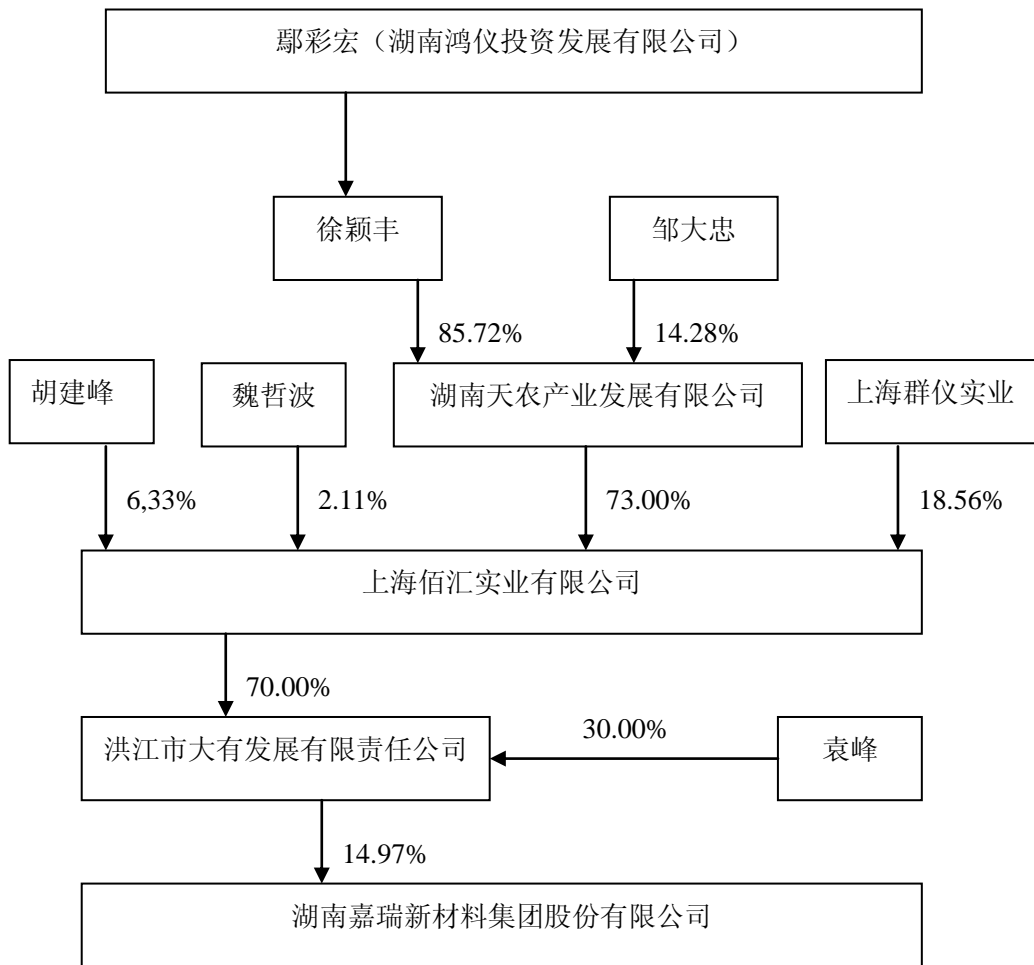 鄢彩宏（湖南鸿仪投资发展有限公司）
徐颖丰
邹大忠
85.72%
14.28%
胡建峰
魏哲波
湖南天农产业发展有限公司
上海群仪实业
6,33%
2.11%
73.00%
18.56%
上海佰汇实业有限公司
70.00%
洪江市大有发展有限责任公司
30.00%
袁峰
14.97%
湖南嘉瑞新材料集团股份有限公司